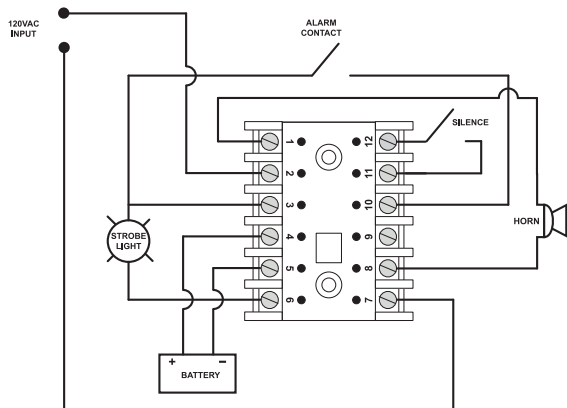 120VAC
INPUT
ALARM
CONTACT
SILENCE
1
2
3
4
5
6
12
11
10
9
8
7
HORN
STROBE
LIGHT
+ −
BATTERY